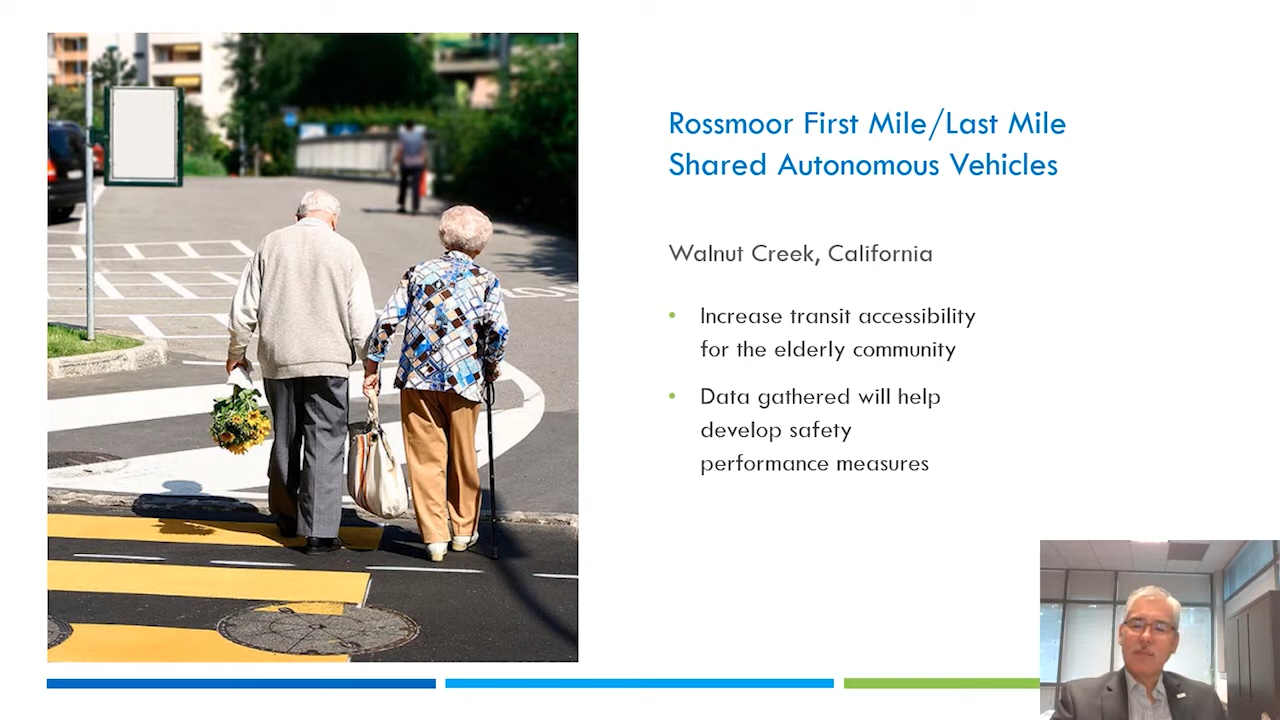 Rossmoor First Mile/Last Mile
Shared Autonomous Vehicles
Walnut Creek, California
• Increase transit accessibility
for the elderly community
• Data gathered will help
develop safety
performance measures